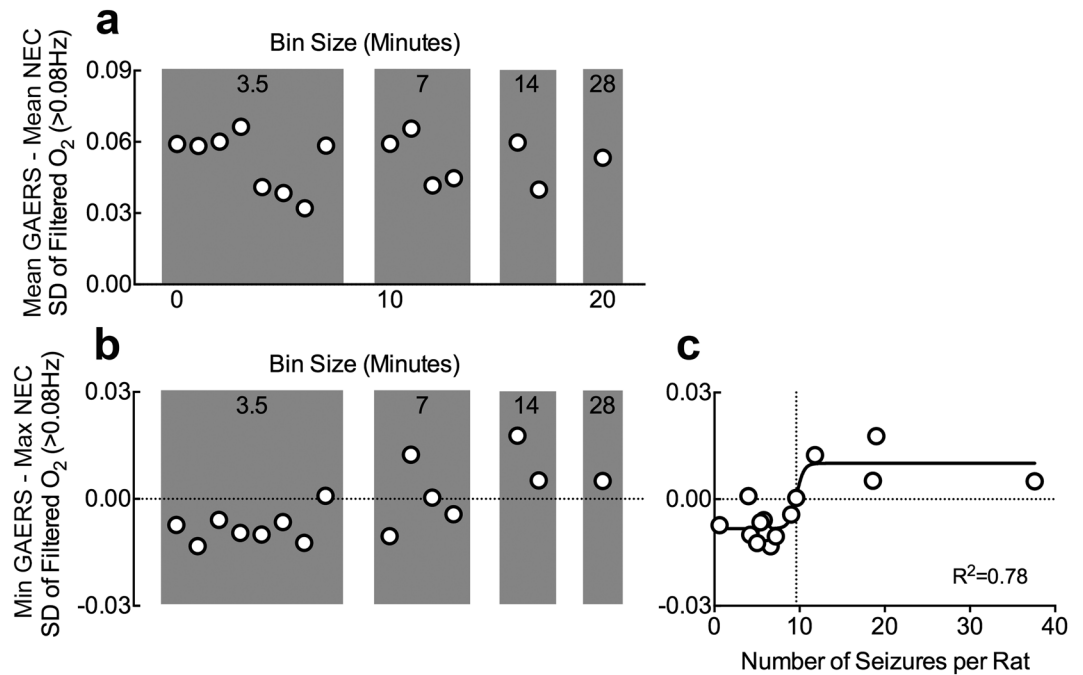 a
Bin Size (Minutes)
Mean GAERS - Mean NEC
SD of Filtered O2 (>0.08Hz)
0.09
0.06
0.03
0.00
3.5
7
14
28
0
10
20
b
Bin Size (Minutes)
Min GAERS - Max NEC
SD of Filtered O2 (>0.08Hz)
0.03
0.00
-0.03
3.5
7
14
28
c
0.03
0.00
-0.03
R2=0.78
0
10
20
30
40
Number of Seizures per Rat